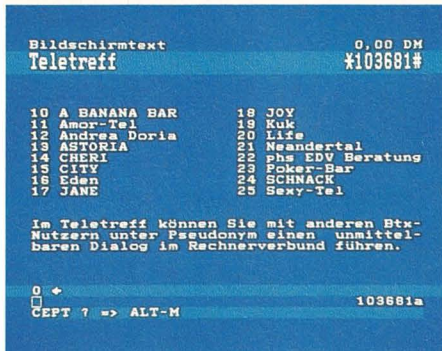 Bildschirmtext 0,00 DM
Teletreff *103681#
10 A BANANA BAR
11 Amor-Tel
12 Andrea Doria
13 ASTORIA
14 CHERI
15 CITY
16 Eden
17 JANE
18 JOY
19 Kuk
20 Life
21 Neandertal
22 phs EDV Beratung
23 Poker-Bar
24 SCHNACK
25 Sexy-Tel
Im Teletreff können Sie mit anderen Btx-
Nutzern unter Pseudonym einen unmittel-
baren Dialog im Rechnerverbund führen.
0 ←
103681a
CEPT ? => ALT-M